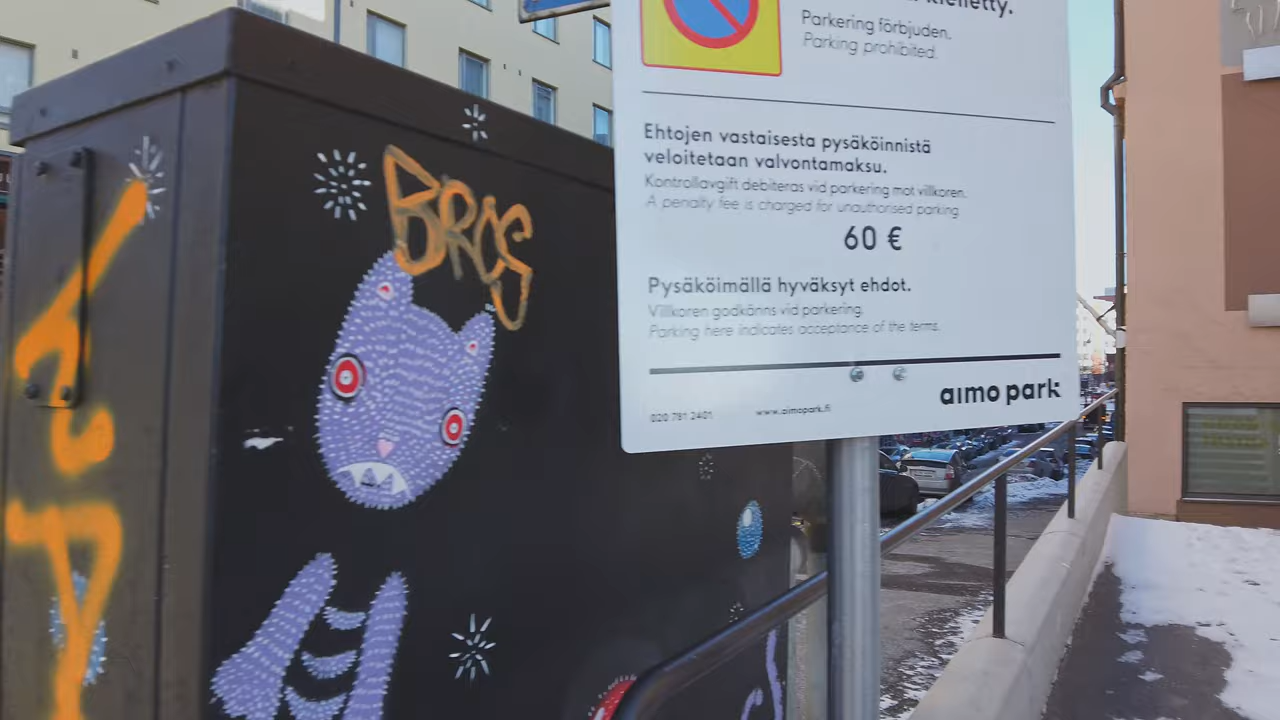 Parkering förbjuden.
Parking prohibited.
Ehtojen vastaisesta pysäköinnistä
veloitetaan valvontamaksu.
Kontrollavgift debiteras vid parkering mot villkoren.
A penalty fee is charged for unauthorised parking
60 €
Pysäköimällä hyväksyt ehdot.
Villkoren godkänns vid parkering.
Parking here indicates acceptance of the terms.
aimo park
020 781 2401
www.aimopark.fi
BROS